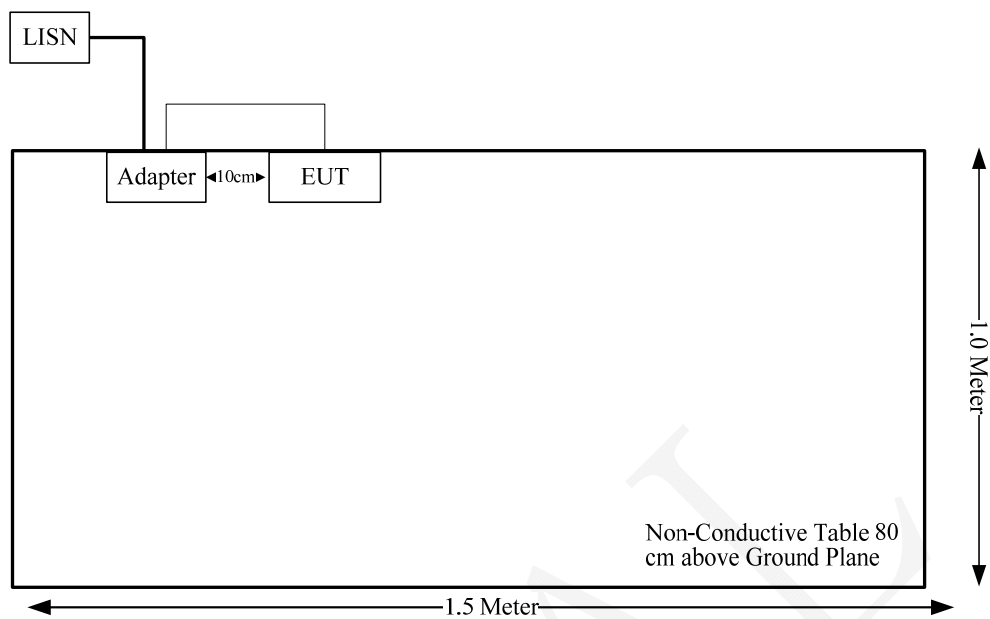 LISN
Adapter
10cm
EUT
1.0 Meter
Non-Conductive Table 80
cm above Ground Plane
1.5 Meter